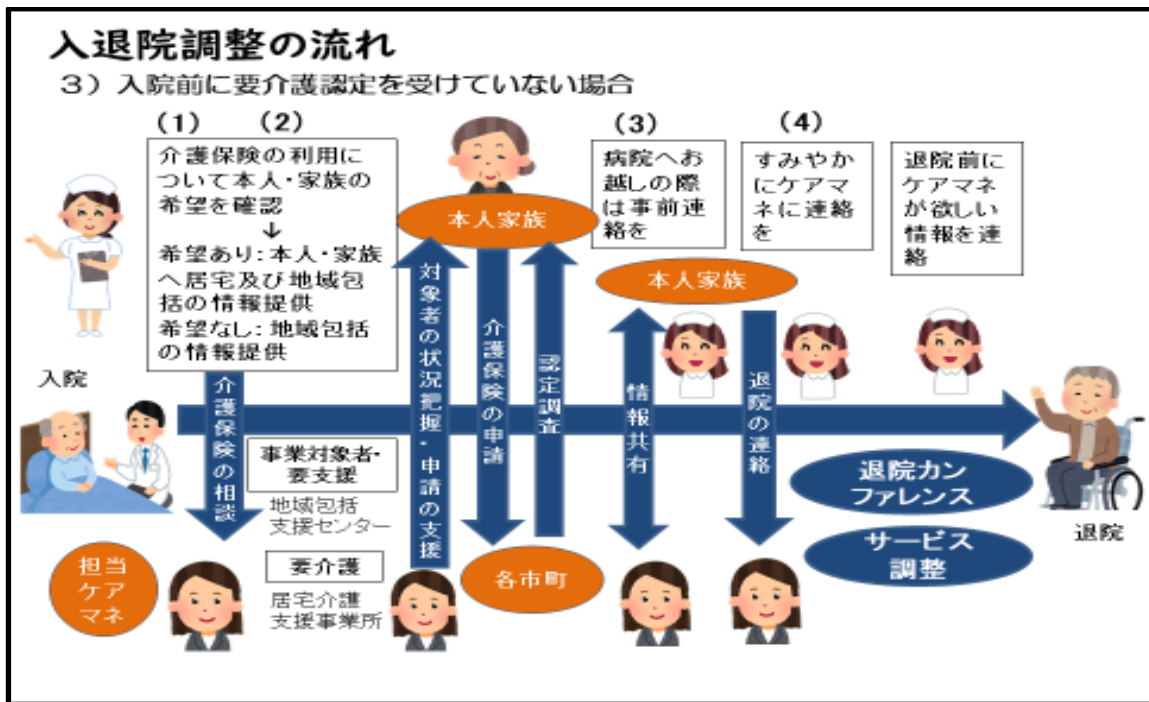 入退院調整の流れ
3）入院前に要介護認定を受けていない場合
(1)
(2)
介護保険の利用に
ついて本人・家族の
希望を確認
↓
希望あり：本人・家族
へ居宅及び地域包
括の情報提供
希望なし：地域包括
の情報提供
本人家族
(3)
病院へお
越しの際
は事前連
絡を
(4)
すみやか
にケアマ
ネに連絡
を
退院前に
ケアマネ
が欲しい
情報を連
絡
本人家族
入院
介護保険の相談
対象者の状況把握・申請の支援
介護保険の申請
認定調査
情報共有
退院の連絡
事業対象者・
要支援
地域包括
支援センター
要介護
居宅介護
支援事業所
担当
ケア
マネ
各市町
退院カン
ファレンス
サービス
調整
退院